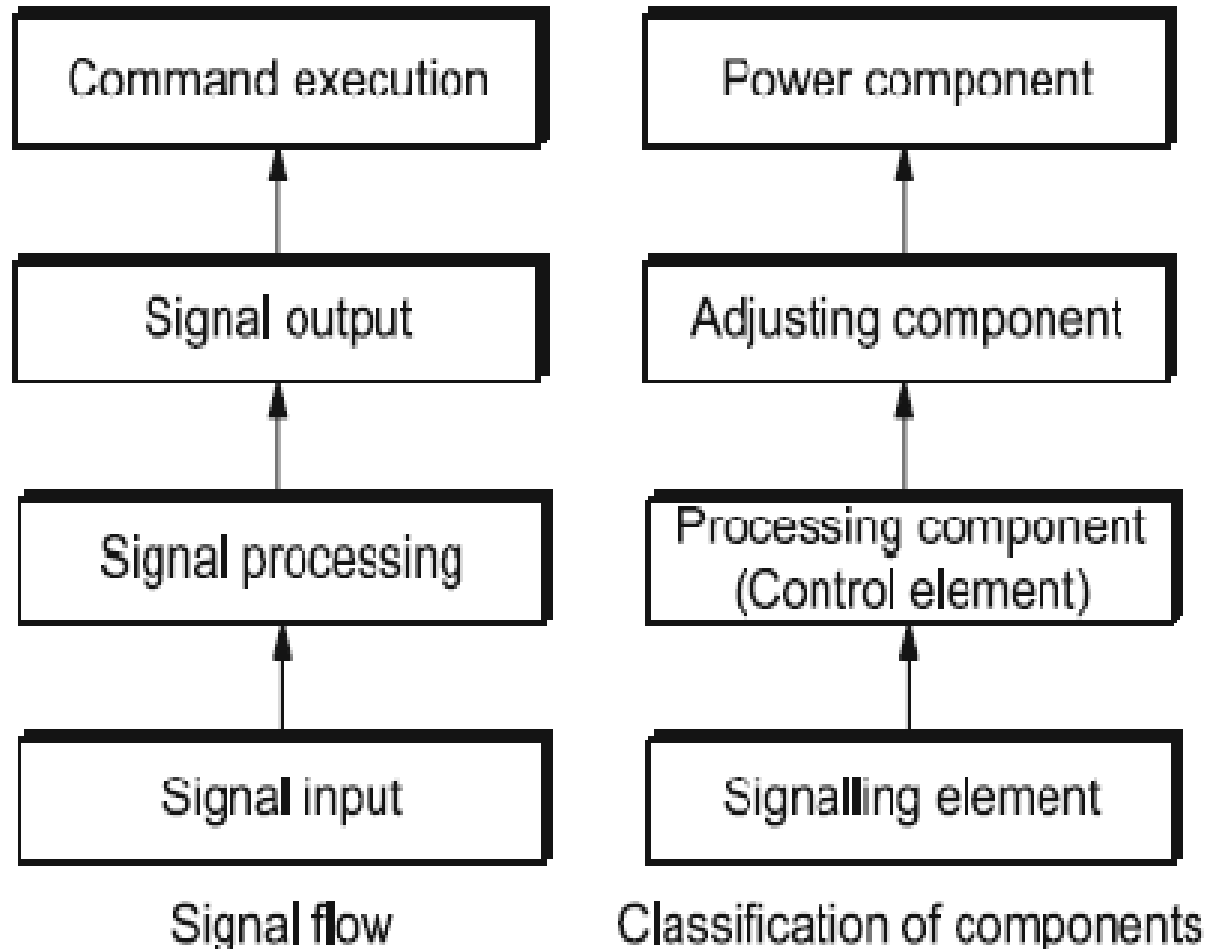 Command execution
Power component
Signal output
Adjusting component
Signal processing
Processing component
(Control element)
Signal input
Signalling element
Signal flow
Classification of components